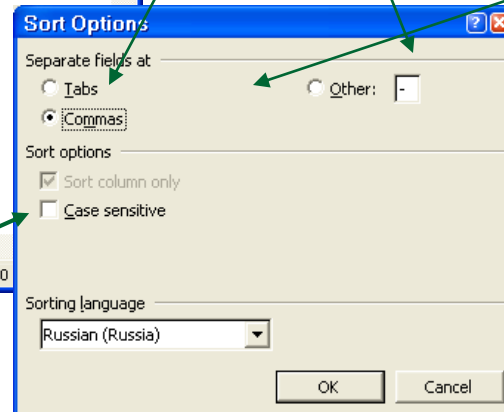 Sort Options
Separate fields at
Tabs
Other: -
Commas
Sort options
Sort column only
Case sensitive
0
Sorting language
Russian (Russia)
OK Cancel